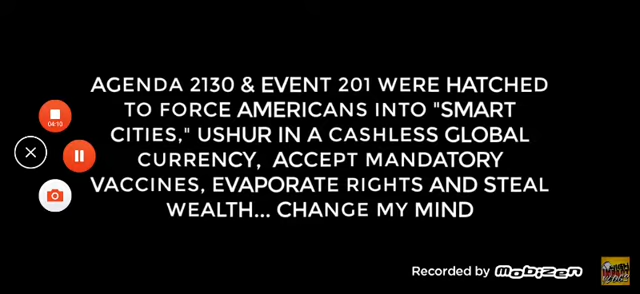 AGENDA 2130 & EVENT 201 WERE HATCHED
TO FORCE AMERICANS INTO "SMART
CITIES," USHUR IN A CASHLESS GLOBAL
CURRENCY, ACCEPT MANDATORY
VACCINES, EVAPORATE RIGHTS AND STEAL
WEALTH... CHANGE MY MIND
04:10
Recorded by mobizen